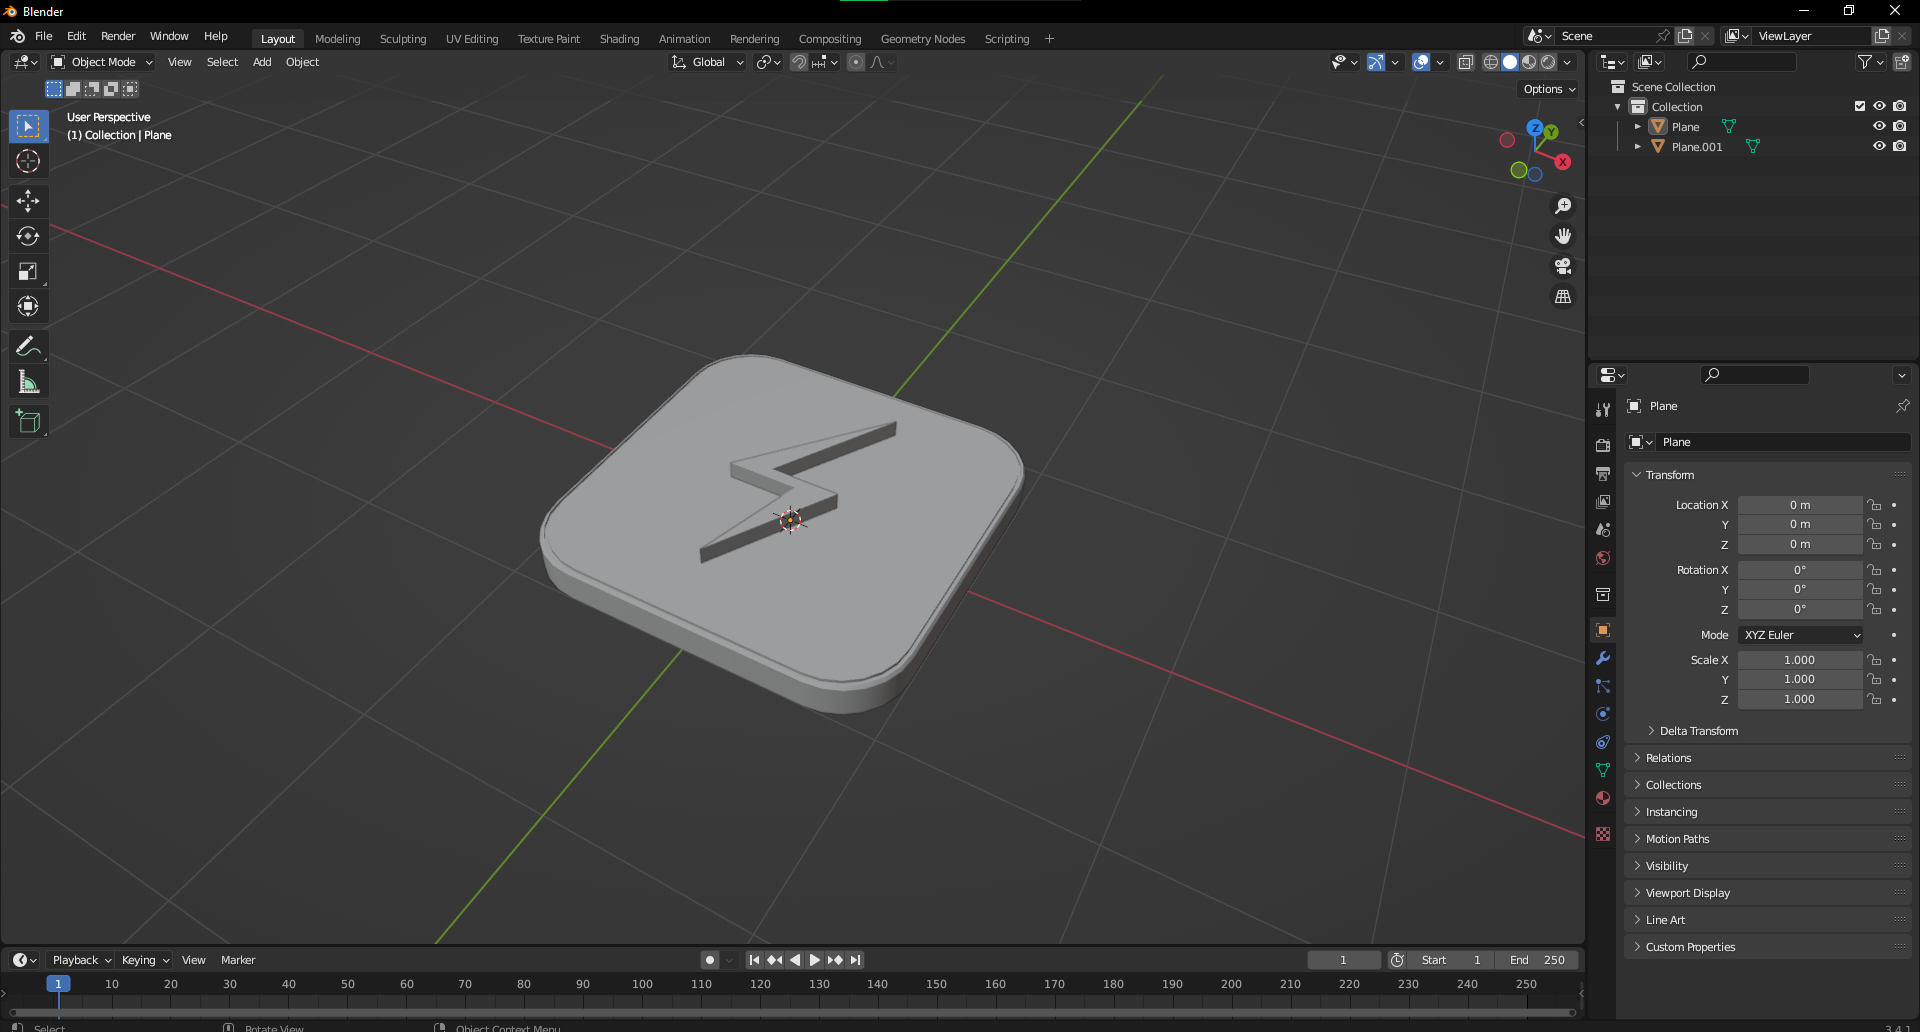 Blender
File Edit Render Window Help Layout Modeling Sculpting UV Editing Texture Paint Shading Animation Rendering Compositing Geometry Nodes Scripting + Scene ViewLayer
Object Mode View Select Add Object Global
Options
User Perspective
(1) Collection | Plane
Z Y X
Scene Collection
Collection
Plane
Plane.001
Plane
Plane
Transform
Location X 0 m
Y 0 m
Z 0 m
Rotation X 0°
Y 0°
Z 0°
Mode XYZ Euler
Scale X 1.000
Y 1.000
Z 1.000
Delta Transform
Relations
Collections
Instancing
Motion Paths
Visibility
Viewport Display
Line Art
Custom Properties
Playback Keying View Marker 1 Start 1 End 250
1 10 20 30 40 50 60 70 80 90 100 110 120 130 140 150 160 170 180 190 200 210 220 230 240 250
Select Rotate View Object Context Menu 3.4.1